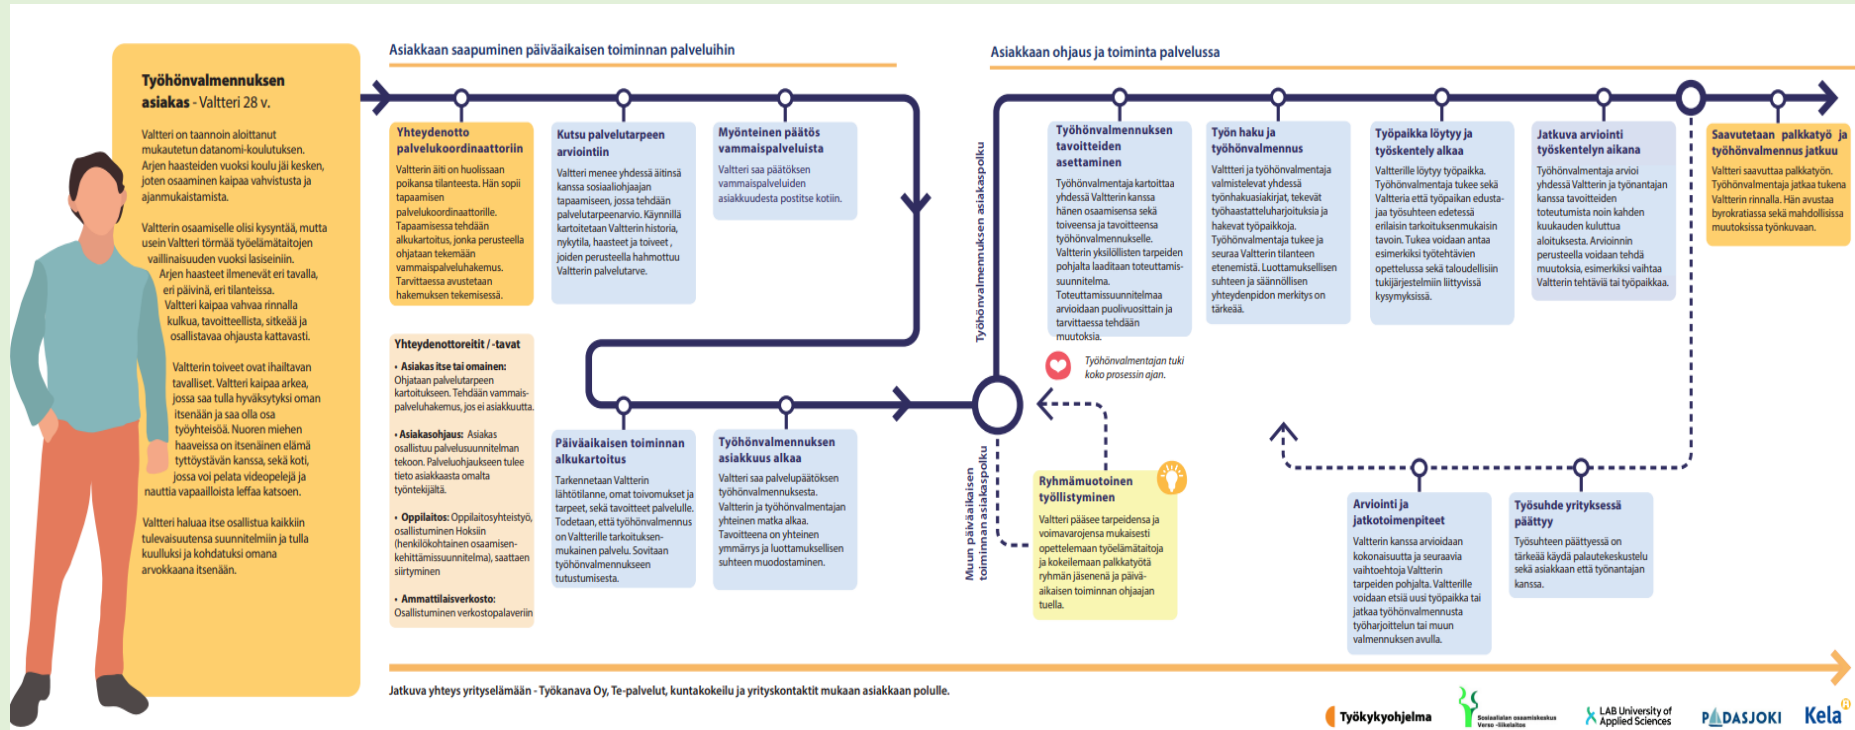 Työhönvalmennuksen
asiakas - Valtteri 28 v.
Valtteri on taannoin aloittanut
mukautetun datanomi-koulutuksen.
Arjen haasteiden vuoksi koulu jäi kesken,
joten osaaminen kaipaa vahvistusta ja
ajanmukaistamista.
Valtterin osaamiselle olisi kysyntää, mutta
usein Valtteri törmää työelämätaitojen
vaillinaisuuden vuoksi lasiseiniin.
Arjen haasteet ilmenevät eri tavalla,
eri päivinä, eri tilanteissa.
Valtteri kaipaa vahvaa rinnalla
kulkua, tavoitteellista, sitkeää ja
osallistavaa ohjausta kattavasti.
Valtterin toiveet ovat ihailtavan
tavalliset. Valtteri kaipaa arkea,
jossa saa tulla hyväksytyksi oman
itsenään ja saa olla osa
työyhteisöä. Nuoren miehen
haaveissa on itsenäinen elämä
tyttöystävän kanssa, sekä koti,
jossa voi pelata videopelejä ja
nauttia vapaailloista leffaa katsoen.
Valtteri haluaa itse osallistua kaikkiin
tulevaisuutensa suunnitelmiin ja tulla
kuulluksi ja kohdatuksi omana
arvokkaana itsenään.
Asiakkaan saapuminen päiväaikaisen toiminnan palveluihin
Yhteydenotto
palvelukoordinaattoriin
Valtterin äiti on huolissaan
poikansa tilanteesta. Hän sopii
tapaamisen
palvelukoordinaattorille.
Tapaamisessa tehdään
alkukartoitus, jonka perusteella
ohjataan tekemään
vammaispalveluhakemus.
Tarvittaessa avustetaan
hakemuksen tekemisessä.
Kutsu palvelutarpeen
arviointiin
Valtteri menee yhdessä äitinsä
kanssa sosiaaliohjaajan
tapaamiseen, jossa tehdään
palvelutarpeenarvio. Käynnillä
kartoitetaan Valtterin historia,
nykytila, haasteet ja toiveet ,
joiden perusteella hahmottuu
Valtterin palvelutarve.
Myönteinen päätös
vammaispalveluista
Valtteri saa päätöksen
vammaispalveluiden
asiakkuudesta postitse kotiin.
Yhteydenottoreitit / -tavat
• Asiakas itse tai omainen:
Ohjataan palvelutarpeen
kartoitukseen. Tehdään vammais-
palveluhakemus, jos ei asiakkuutta.
• Asiakasohjaus: Asiakas
osallistuu palvelusuunnitelman
tekoon. Palveluohjaukseen tulee
tieto asiakkaasta omalta
työntekijältä.
• Oppilaitos: Oppilaitosyhteistyö,
osallistuminen Hoksiin
(henkilökohtainen osaamisen-
kehittämissuunnitelma), saattaen
siirtyminen
• Ammattilaisverkosto:
Osallistuminen verkostopalaveriin
Päiväaikaisen toiminnan
alkukartoitus
Tarkennetaan Valtterin
lähtötilanne, omat toivomukset ja
tarpeet, sekä tavoitteet palvelulle.
Todetaan, että työhönvalmennus
on Valtterille tarkoituksen-
mukainen palvelu. Sovitaan
työhönvalmennukseen
tutustumisesta.
Työhönvalmennuksen
asiakkuus alkaa
Valtteri saa palvelupäätöksen
työhönvalmennuksesta.
Valtterin ja työhönvalmentajan
yhteinen matka alkaa.
Tavoitteena on yhteinen
ymmärrys ja luottamuksellisen
suhteen muodostaminen.
Asiakkaan ohjaus ja toiminta palvelussa
Työhönvalmennuksen asiakaspolku
Muun päiväaikaisen
toiminnan asiakaspolku
Työhönvalmennuksen
tavoitteiden
asettaminen
Työhönvalmentaja kartoittaa
yhdessä Valtterin kanssa
hänen osaamisensa sekä
toiveensa ja tavoitteensa
työhönvalmennukselle.
Valtterin yksilöllisten tarpeiden
pohjalta laaditaan toteuttamis-
suunnitelma.
Toteuttamissuunnitelmaa
arvioidaan puolivuosittain ja
tarvittaessa tehdään
muutoksia.
Työhönvalmentajan tuki
koko prosessin ajan.
Työn haku ja
työhönvalmennus
Valttteri ja työhönvalmentaja
valmistelevat yhdessä
työnhakuasiakirjat, tekevät
työhaastatteluharjoituksia ja
hakevat työpaikkoja.
Työhönvalmentaja tukee ja
seuraa Valtterin tilanteen
etenemistä. Luottamuksellisen
suhteen ja säännöllisen
yhteydenpidon merkitys on
tärkeää.
Työpaikka löytyy ja
työskentely alkaa
Valtterille löytyy työpaikka.
Työhönvalmentaja tukee sekä
Valtteria että työpaikan edusta-
jaa työsuhteen edetessä
erilaisin tarkoituksenmukaisin
tavoin. Tukea voidaan antaa
esimerkiksi työtehtävien
opettelussa sekä taloudellisiin
tukijärjestelmiin liittyvissä
kysymyksissä.
Jatkuva arviointi
työskentelyn aikana
Työhönvalmentaja arvioi
yhdessä Valtterin ja työnantajan
kanssa tavoitteiden
toteutumista noin kahden
kuukauden kuluttua
aloituksesta. Arvioinnin
perusteella voidaan tehdä
muutoksia, esimerkiksi vaihtaa
Valtterin tehtäviä tai työpaikkaa.
Saavutetaan palkkatyö ja
työhönvalmennus jatkuu
Valtteri saavuttaa palkkatyön.
Työhönvalmentaja jatkaa tukena
Valtterin rinnalla. Hän avustaa
byrokratiassa sekä mahdollisissa
muutoksissa työnkuvaan.
Ryhmämuotoinen
työllistyminen
Valtteri pääsee tarpeidensa ja
voimavarojensa mukaisesti
opettelemaan työelämätaitoja
ja kokeilemaan palkkatyötä
ryhmän jäsenenä ja päivä-
aikaisen toiminnan ohjaajan
tuella.
Arviointi ja
jatkotoimenpiteet
Valtterin kanssa arvioidaan
kokonaisuutta ja seuraavia
vaihtoehtoja Valtterin
tarpeiden pohjalta. Valtterille
voidaan etsiä uusi työpaikka tai
jatkaa työhönvalmennusta
työharjoittelun tai muun
valmennuksen avulla.
Työsuhde yrityksessä
päättyy
Työsuhteen päättyessä on
tärkeää käydä palautekeskustelu
sekä asiakkaan että työnantajan
kanssa.
Jatkuva yhteys yrityselämään - Työkanava Oy, Te-palvelut, kuntakokeilu ja yrityskontaktit mukaan asiakkaan polulle.
Työkykyohjelma
Sosiaalialan osaamiskeskus
Verso -liikelaitos
LAB University of
Applied Sciences
PADASJOKI
Kela